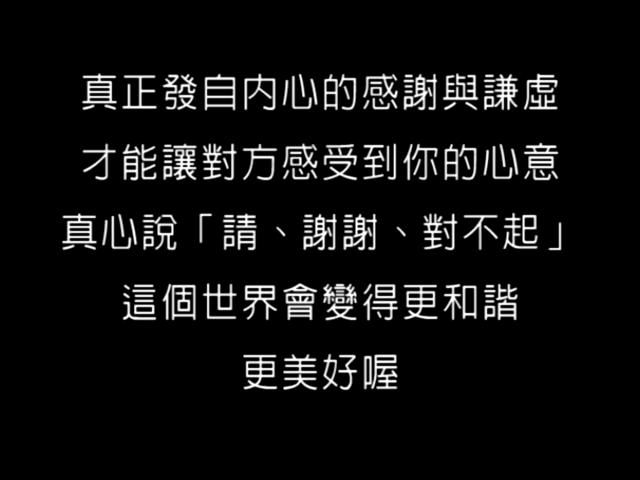 真正發自內心的感謝與謙虛
才能讓對方感受到你的心意
真心說「請、謝謝、對不起」
這個世界會變得更和諧
更美好喔